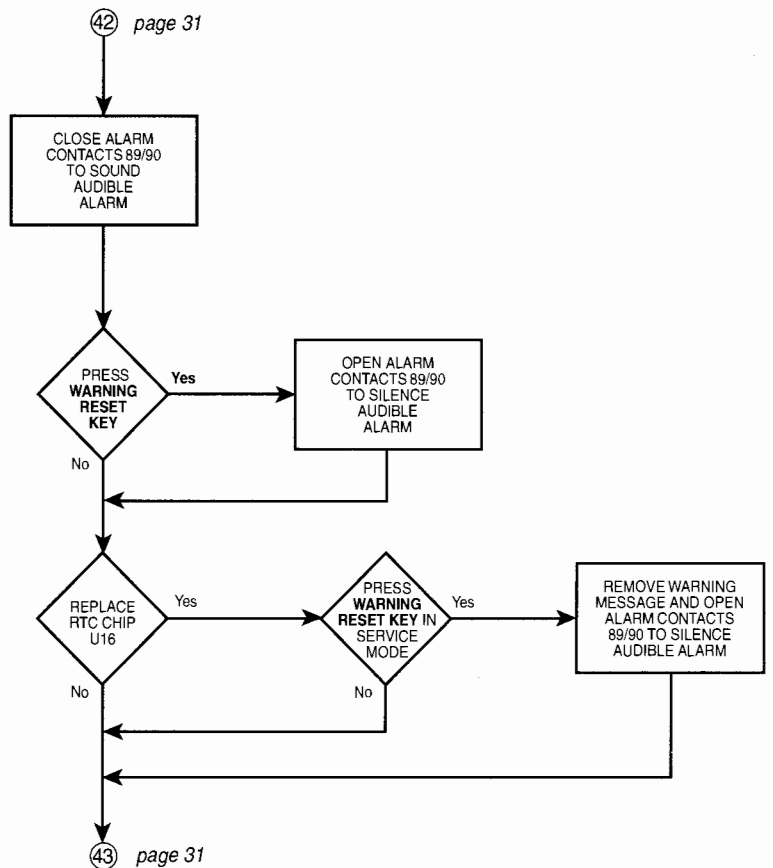 42 page 31
CLOSE ALARM
CONTACTS 89/90
TO SOUND
AUDIBLE
ALARM
PRESS
WARNING
RESET
KEY
Yes
No
OPEN ALARM
CONTACTS 89/90
TO SILENCE
AUDIBLE
ALARM
REPLACE
RTC CHIP
U16
Yes
No
PRESS
WARNING
RESET KEY IN
SERVICE
MODE
Yes
No
REMOVE WARNING
MESSAGE AND OPEN
ALARM CONTACTS
89/90 TO SILENCE
AUDIBLE ALARM
43 page 31